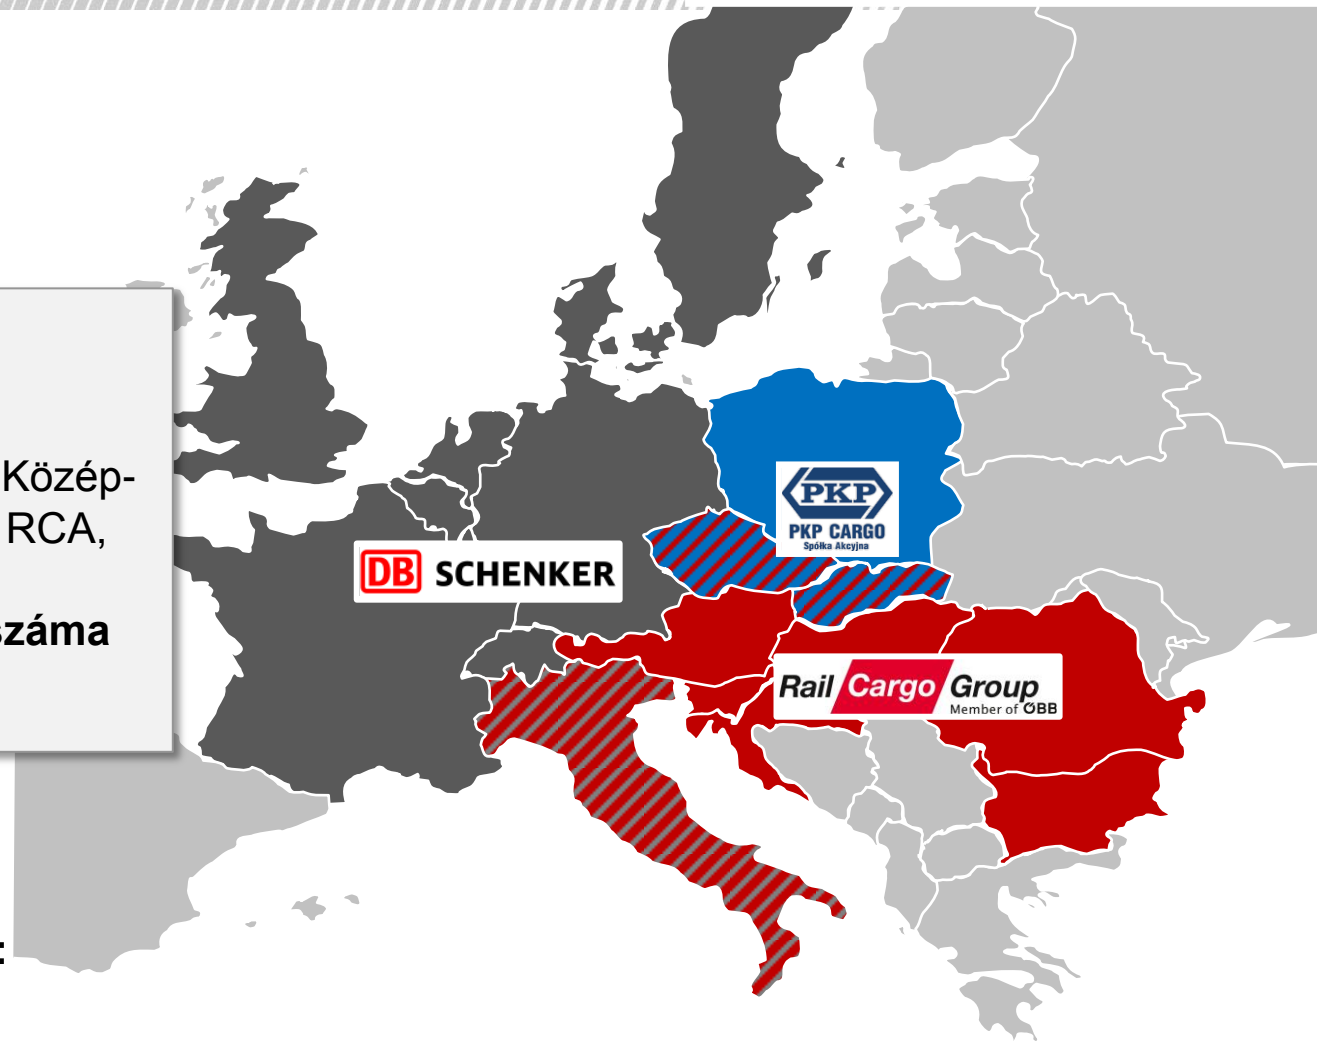 Közép-
RCA,
száma
:
DB SCHENKER
PKP
PKP CARGO
Spółka Akcyjna
Rail Cargo Group
Member of ÖBB